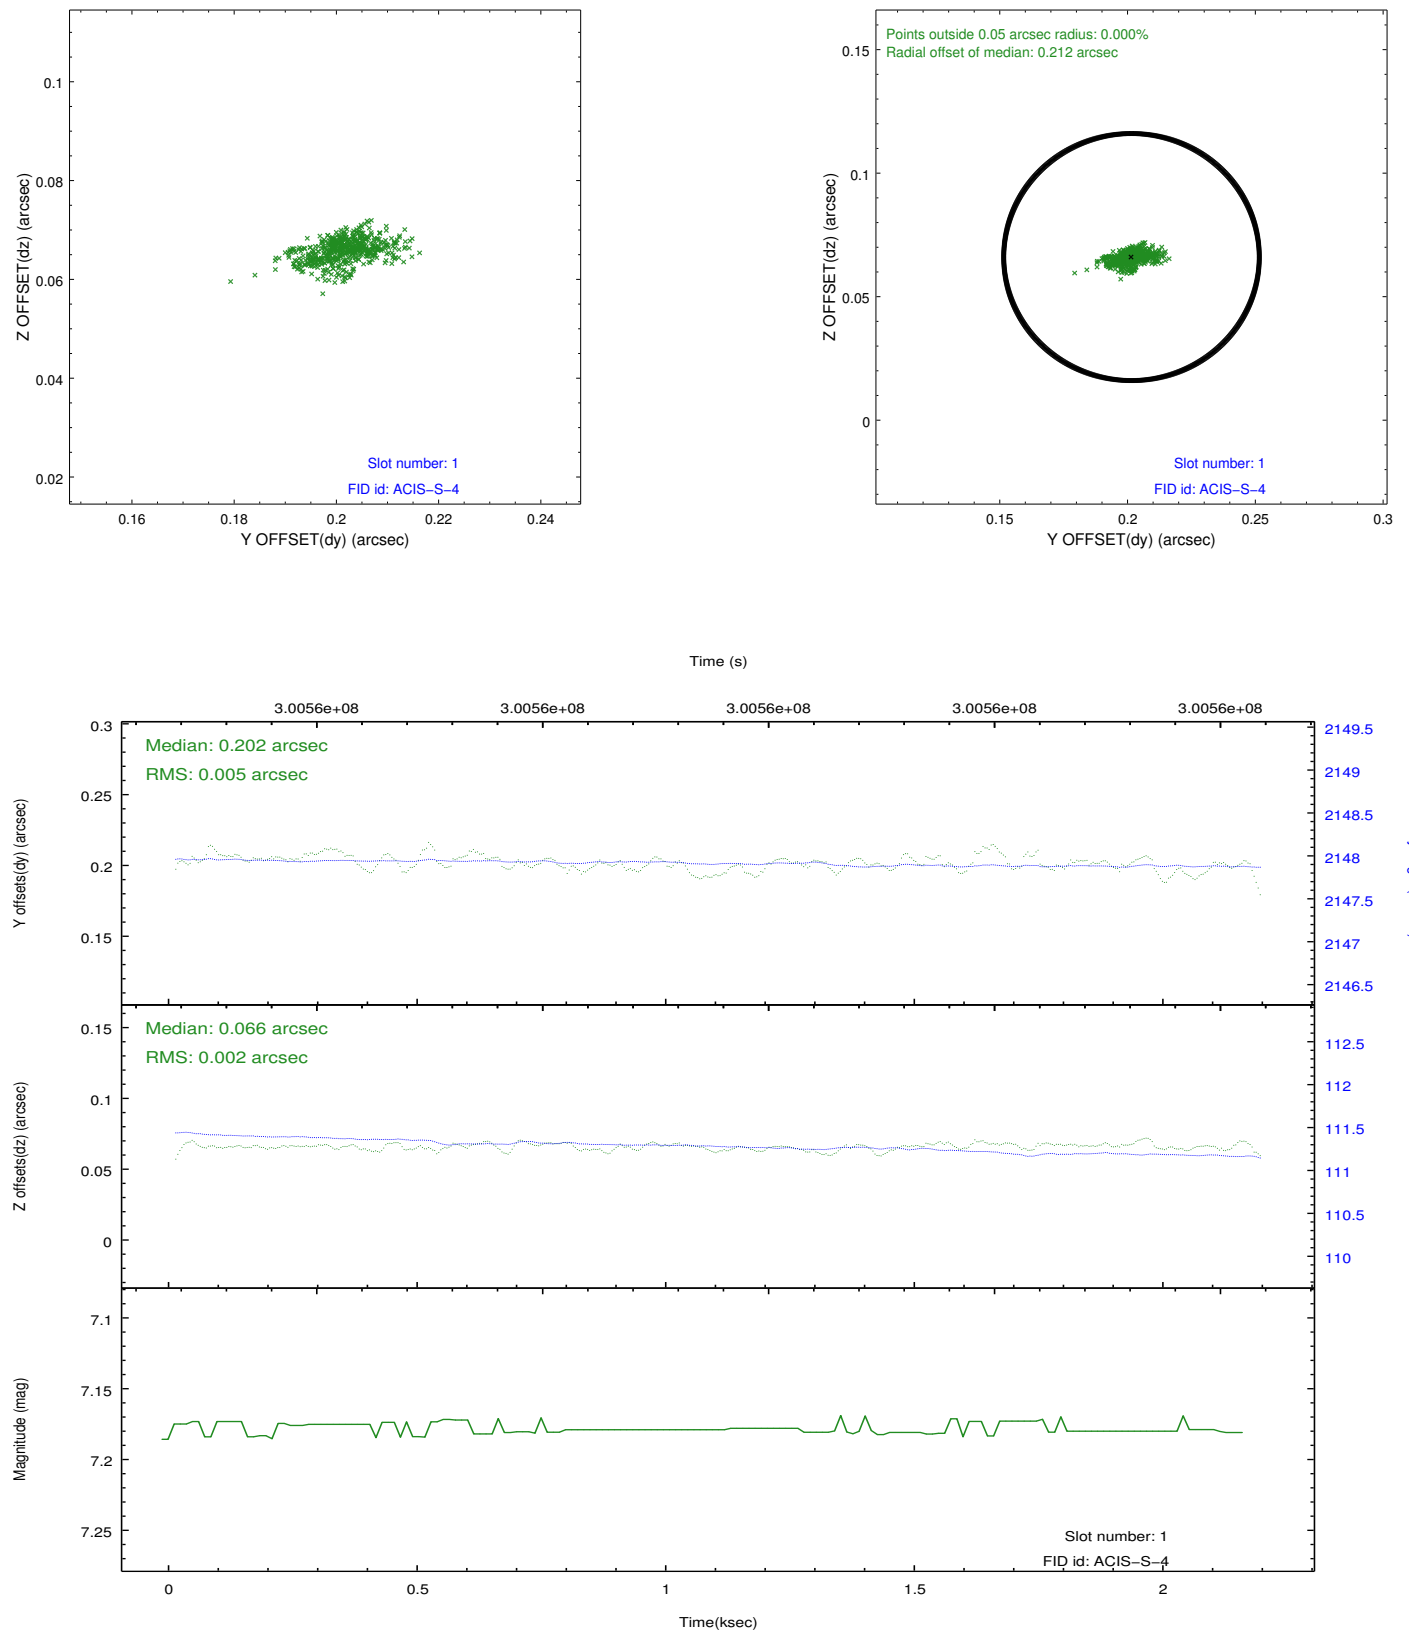 0.1
0.08
0.06
0.04
0.02
Z OFFSET(dz) (arcsec)
Slot number: 1
FID id: ACIS-S-4
0.16 0.18 0.2 0.22 0.24
Y OFFSET(dy) (arcsec)
Points outside 0.05 arcsec radius: 0.000%
Radial offset of median: 0.212 arcsec
0.15
0.1
0.05
0
Z OFFSET(dz) (arcsec)
Slot number: 1
FID id: ACIS-S-4
0.15 0.2 0.25 0.3
Y OFFSET(dy) (arcsec)
Time (s)
3.0056e+08 3.0056e+08 3.0056e+08 3.0056e+08 3.0056e+08
Median: 0.202 arcsec
RMS: 0.005 arcsec
0.3
0.25
0.2
0.15
Y offsets(dy) (arcsec)
2149.5
2149
2148.5
2148
2147.5
2147
2146.5
Median: 0.066 arcsec
RMS: 0.002 arcsec
0.15
0.1
0.05
0
Z offsets(dz) (arcsec)
112.5
112
111.5
111
110.5
110
7.1
7.15
7.2
7.25
Magnitude (mag)
Slot number: 1
FID id: ACIS-S-4
0 0.5 1 1.5 2
Time(ksec)